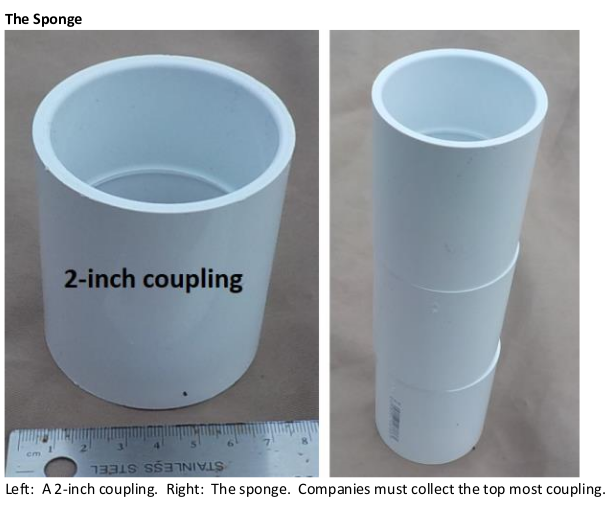 The Sponge
2-inch coupling
cm 1 2 3 4 5 6 7 8
STAINLESS STEEL
Left: A 2-inch coupling. Right: The sponge. Companies must collect the top most coupling.